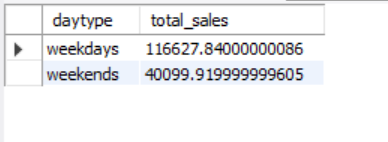 daytype total_sales
weekdays 116627.84000000086
weekends 40099.919999999605